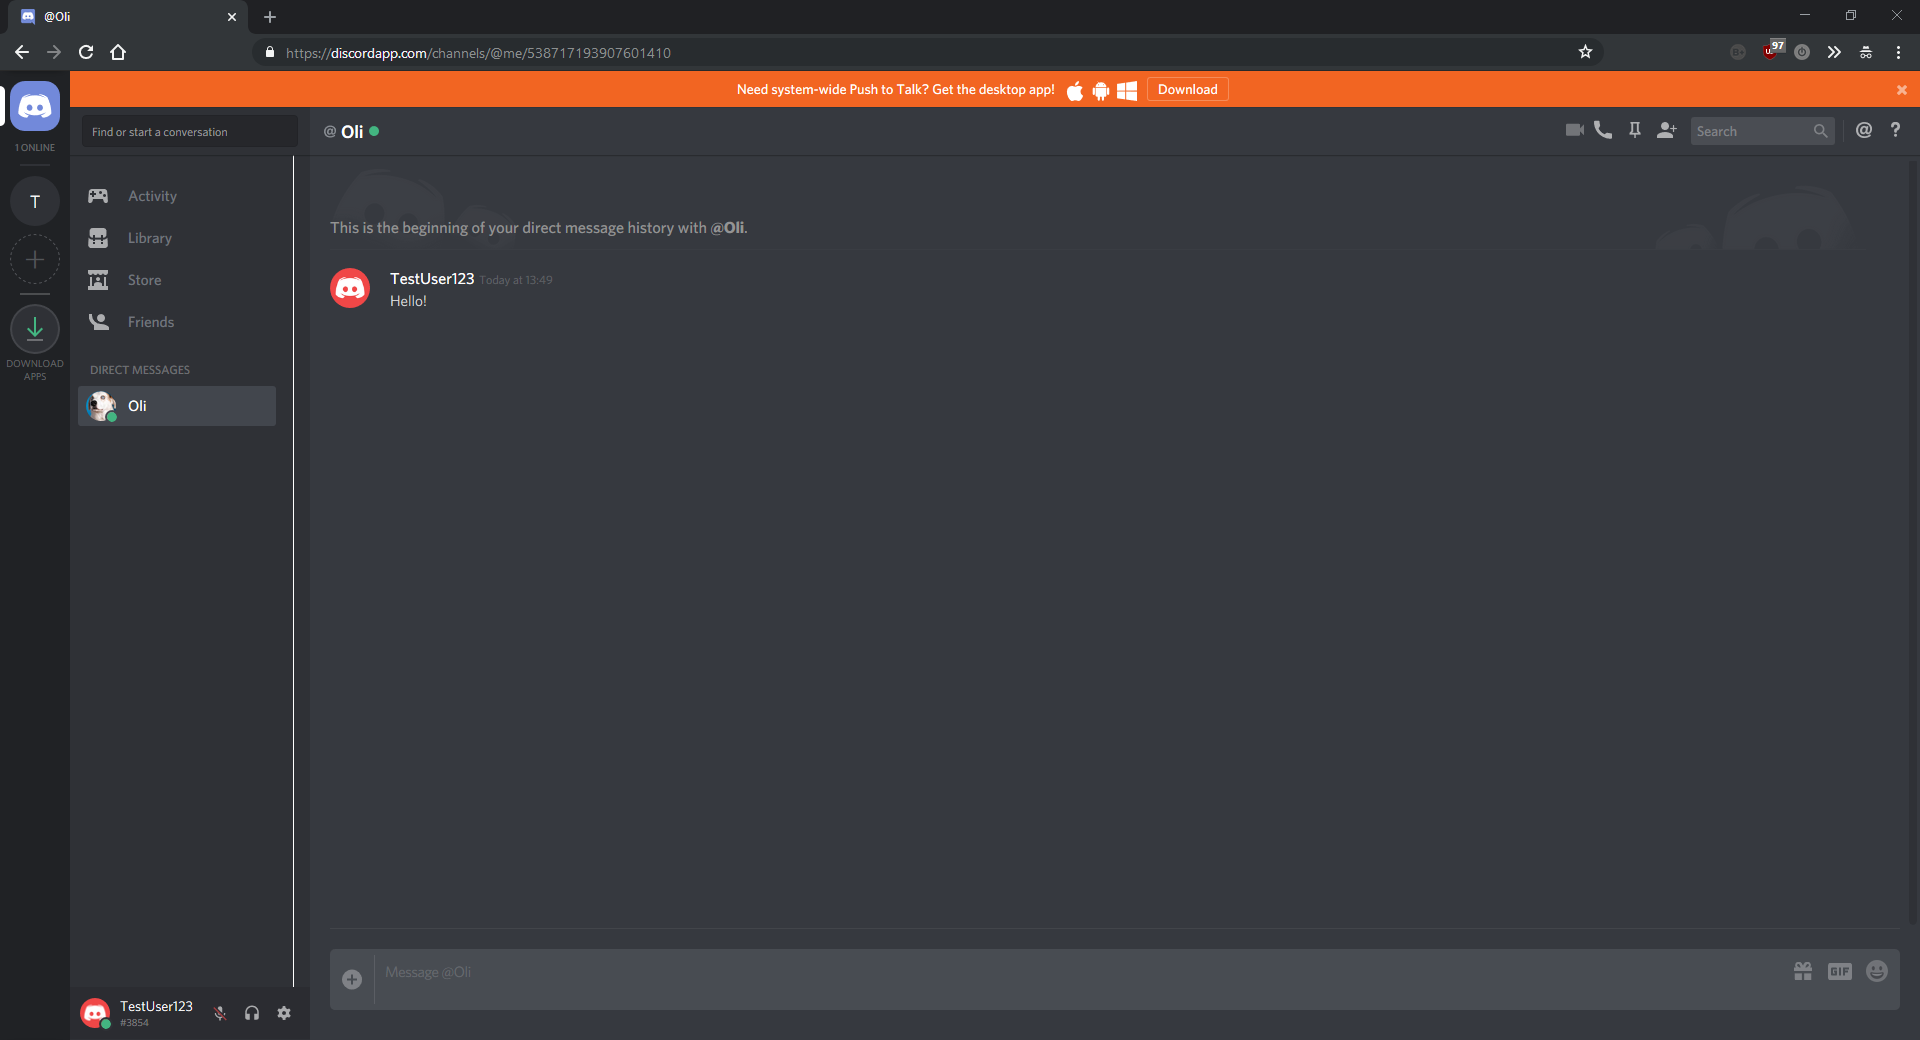 @Oli
https://discordapp.com/channels/@me/538717193907601410
97
Need system-wide Push to Talk? Get the desktop app!
Download
1 ONLINE
T
DOWNLOAD
APPS
Find or start a conversation
Activity
Library
Store
Friends
DIRECT MESSAGES
Oli
TestUser123
#3854
@ Oli
Search
@
?
This is the beginning of your direct message history with @Oli.
TestUser123 Today at 13:49
Hello!
Message @Oli
GIF